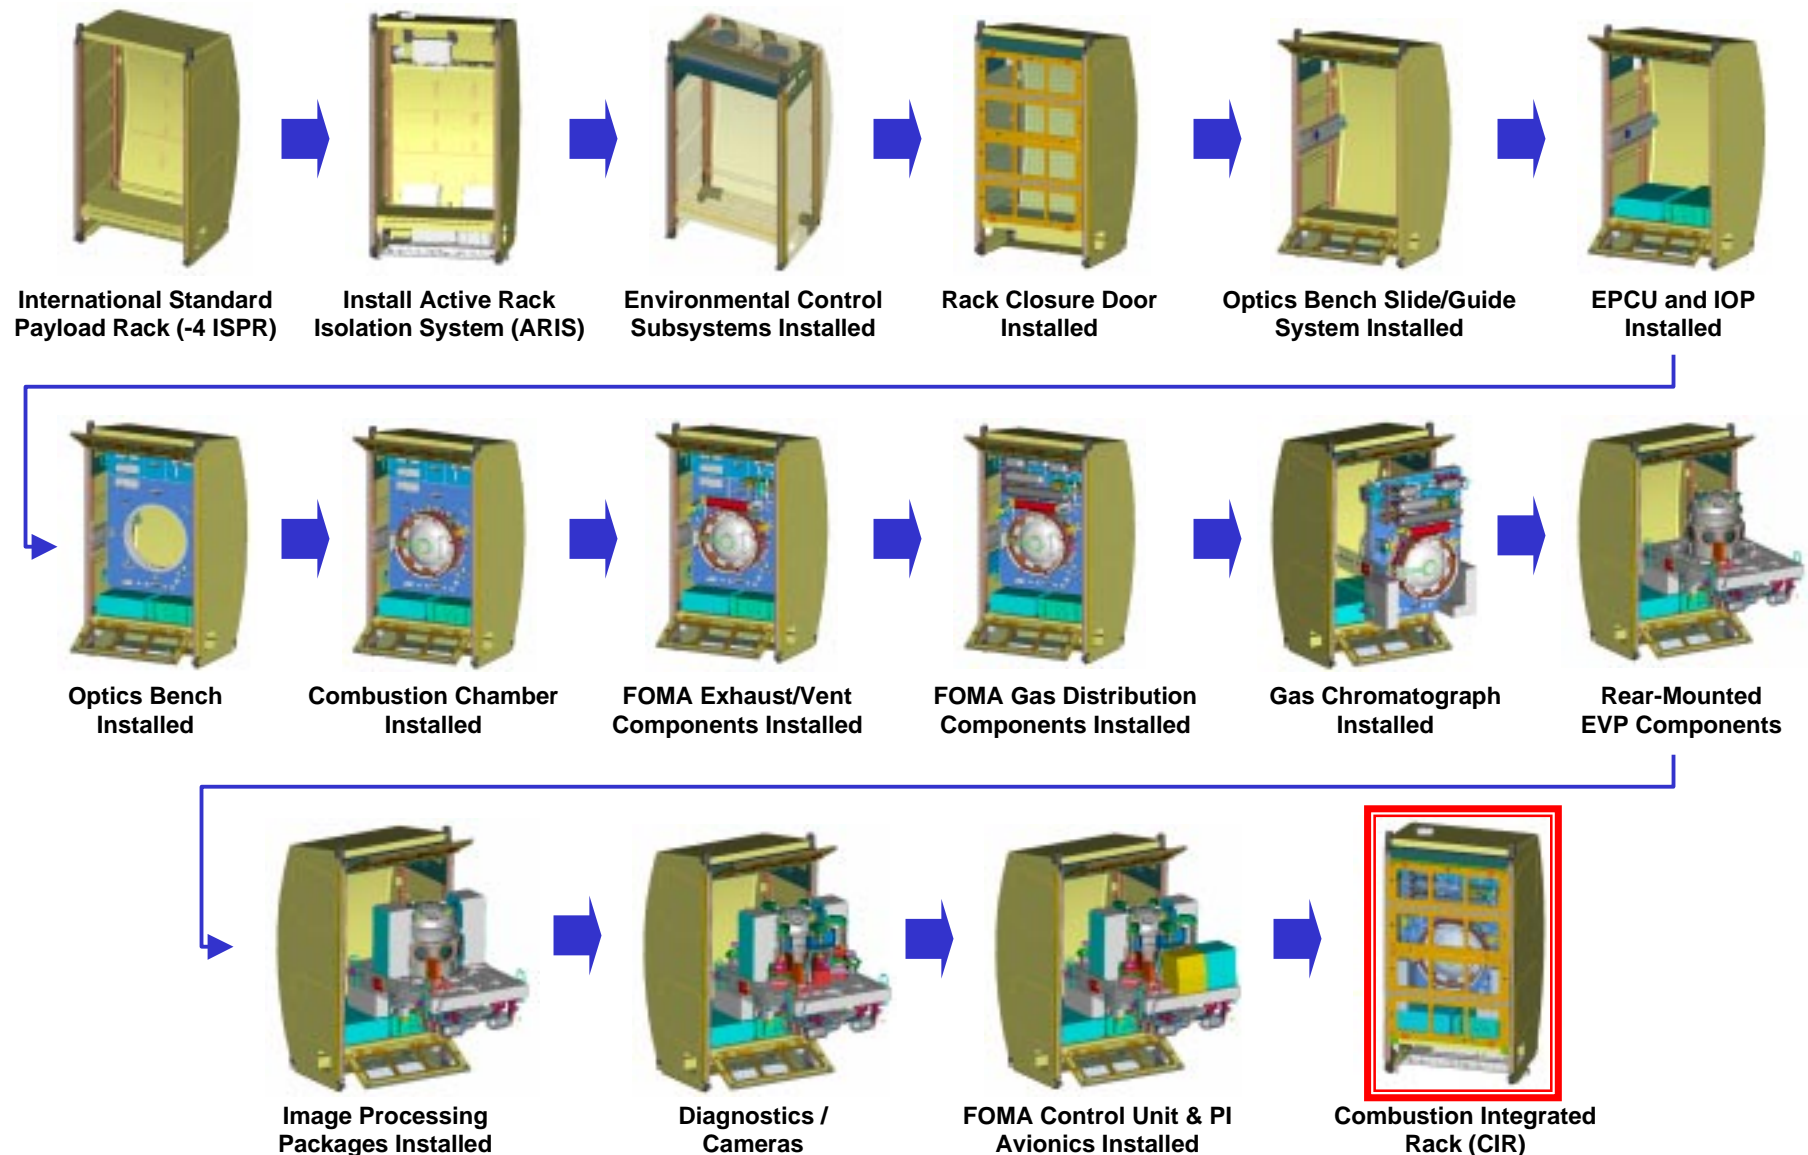 International Standard
Payload Rack (-4 ISPR)
Install Active Rack
Isolation System (ARIS)
Environmental Control
Subsystems Installed
Rack Closure Door
Installed
Optics Bench Slide/Guide
System Installed
EPCU and IOP
Installed
Optics Bench
Installed
Combustion Chamber
Installed
FOMA Exhaust/Vent
Components Installed
FOMA Gas Distribution
Components Installed
Gas Chromatograph
Installed
Rear-Mounted
EVP Components
Image Processing
Packages Installed
Diagnostics /
Cameras
FOMA Control Unit & PI
Avionics Installed
Combustion Integrated
Rack (CIR)